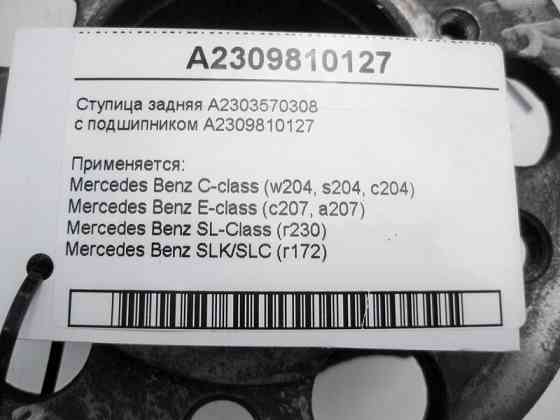 A2309810127
Ступица задняя A2303570308
с подшипником A2309810127
Применяется:
Mercedes Benz C-class (w204, s204, c204)
Mercedes Benz E-class (c207, a207)
Mercedes Benz SL-Class (r230)
Mercedes Benz SLK/SLC (r172)